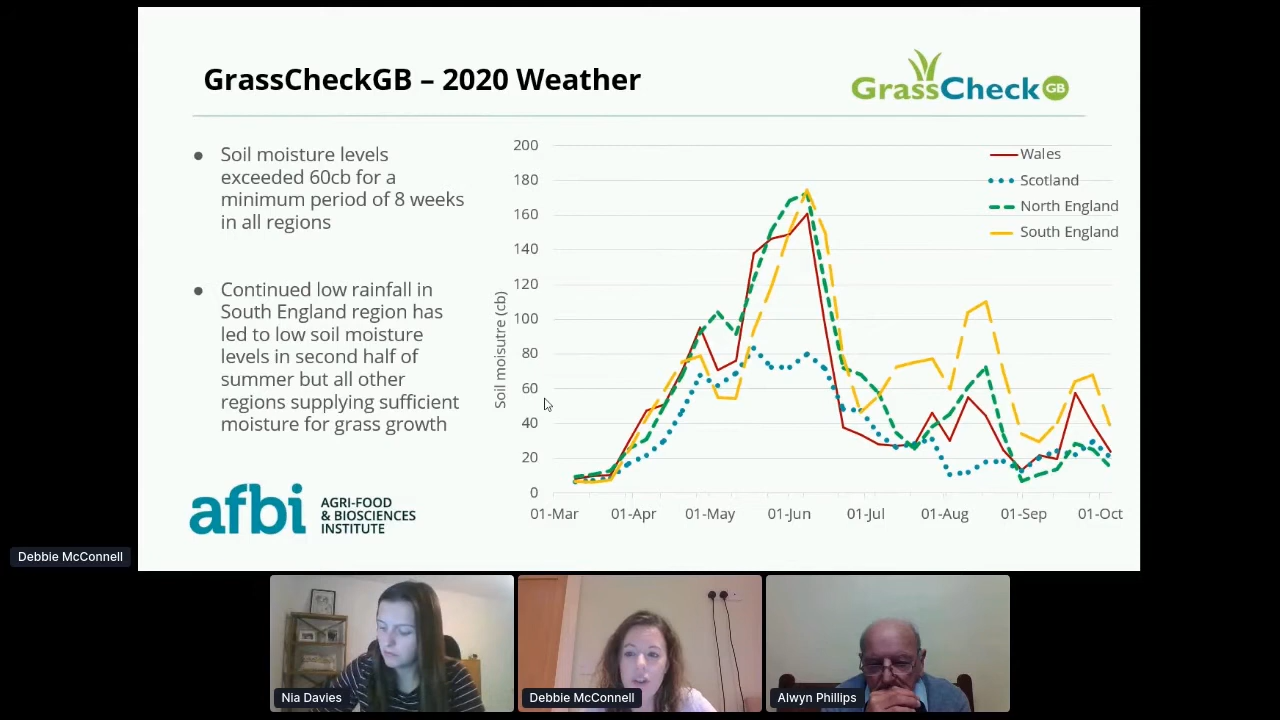 GrassCheckGB – 2020 Weather
GrassCheck GB
● Soil moisture levels
exceeded 60cb for a
minimum period of 8 weeks
in all regions
● Continued low rainfall in
South England region has
led to low soil moisture
levels in second half of
summer but all other
regions supplying sufficient
moisture for grass growth
Soil moisutre (cb)
200
180
160
140
120
100
80
60
40
20
0
01-Mar 01-Apr 01-May 01-Jun 01-Jul 01-Aug 01-Sep 01-Oct
Wales
Scotland
North England
South England
afbi
AGRI-FOOD
& BIOSCIENCES
INSTITUTE
Debbie McConnell
Nia Davies
Debbie McConnell
Alwyn Phillips